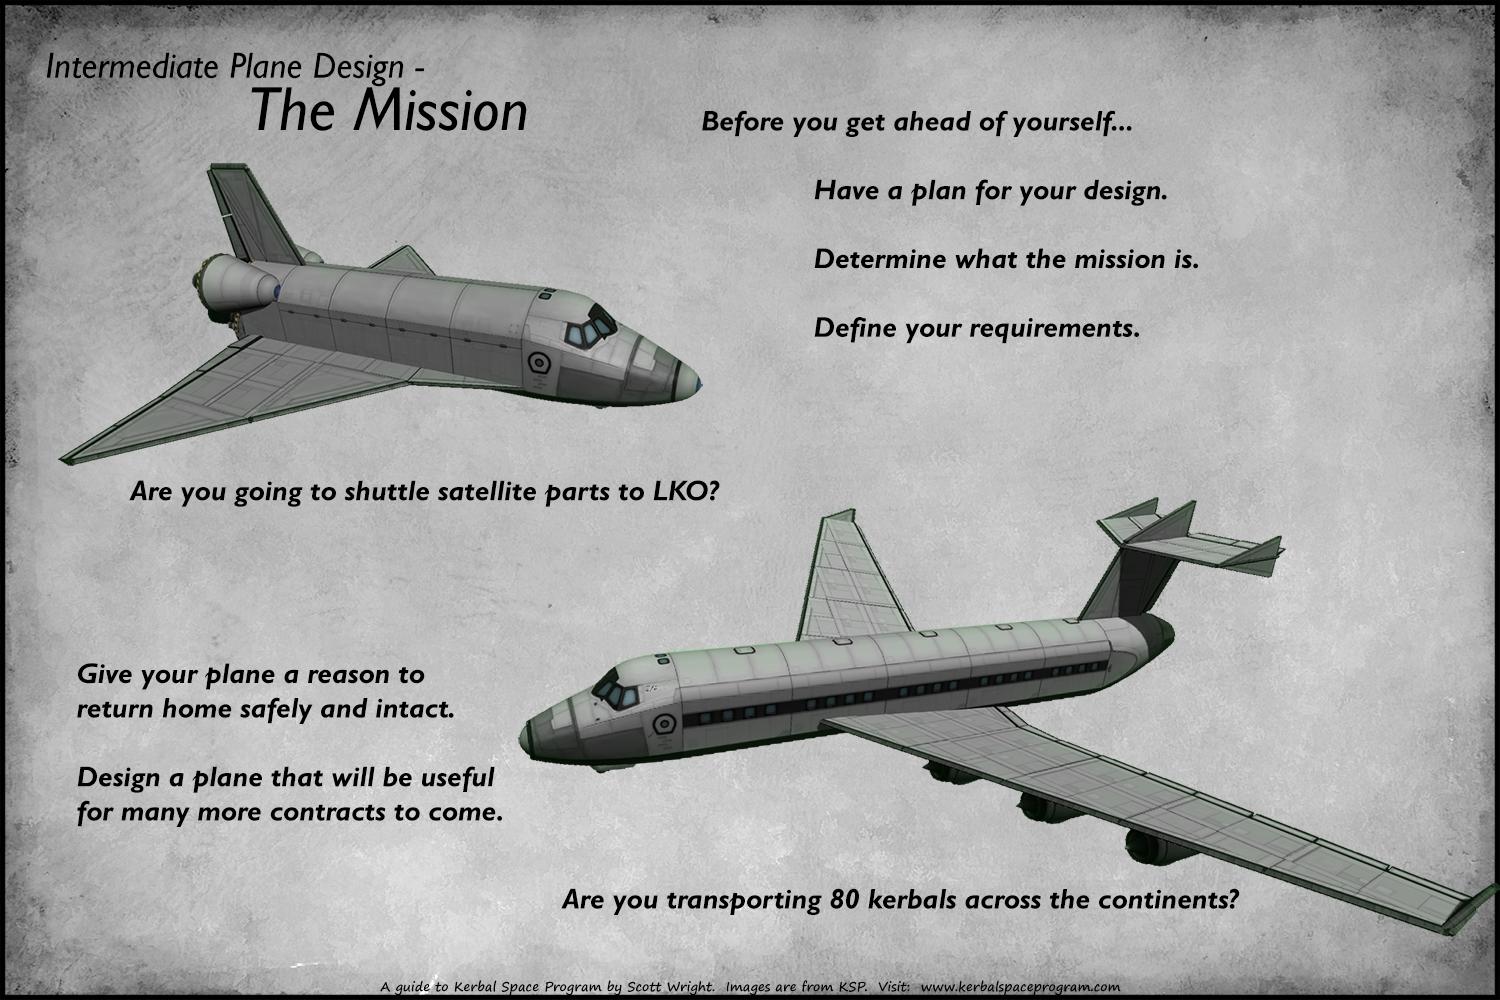 Intermediate Plane Design -
The Mission
Before you get ahead of yourself...
Have a plan for your design.
Determine what the mission is.
Define your requirements.
Are you going to shuttle satellite parts to LKO?
Give your plane a reason to
return home safely and intact.
Design a plane that will be useful
for many more contracts to come.
Are you transporting 80 kerbals across the continents?
A guide to Kerbal Space Program by Scott Wright. Images are from KSP. Visit: www.kerbalspaceprogram.com